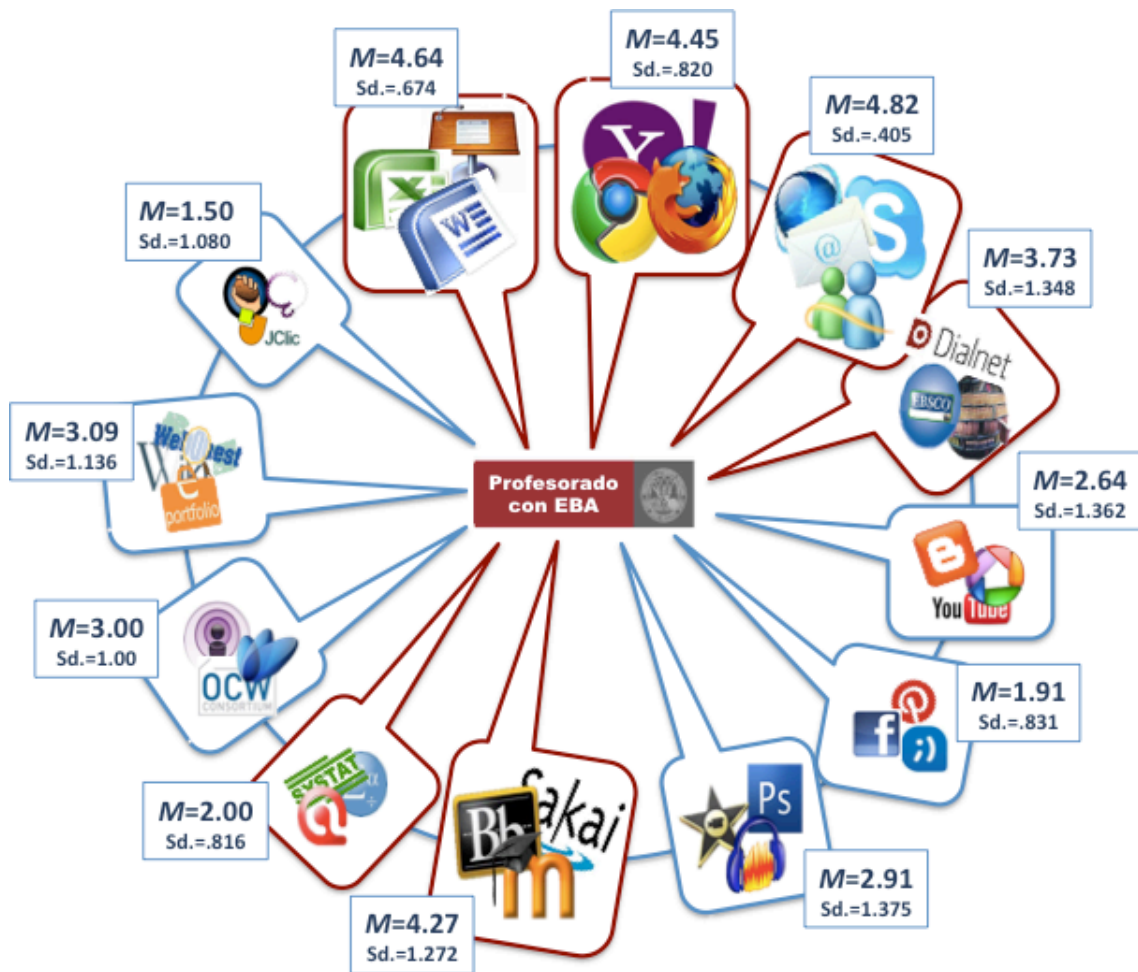 M=4.64
Sd.=.674
M=4.45
Sd.=.820
M=4.82
Sd.=.405
M=3.73
Sd.=1.348
M=2.64
Sd.=1.362
M=1.91
Sd.=.831
M=2.91
Sd.=1.375
M=4.27
Sd.=1.272
M=2.00
Sd.=.816
M=3.00
Sd.=1.00
M=3.09
Sd.=1.136
M=1.50
Sd.=1.080
Profesorado
con EBA
X
W
Y!
@
S
Dialnet
EBSCO
You Tube
f
;)
Ps
Bb
sakai
m
SYSTAT
OCW
CONSORTIUM
W
e
portfolio
JClic